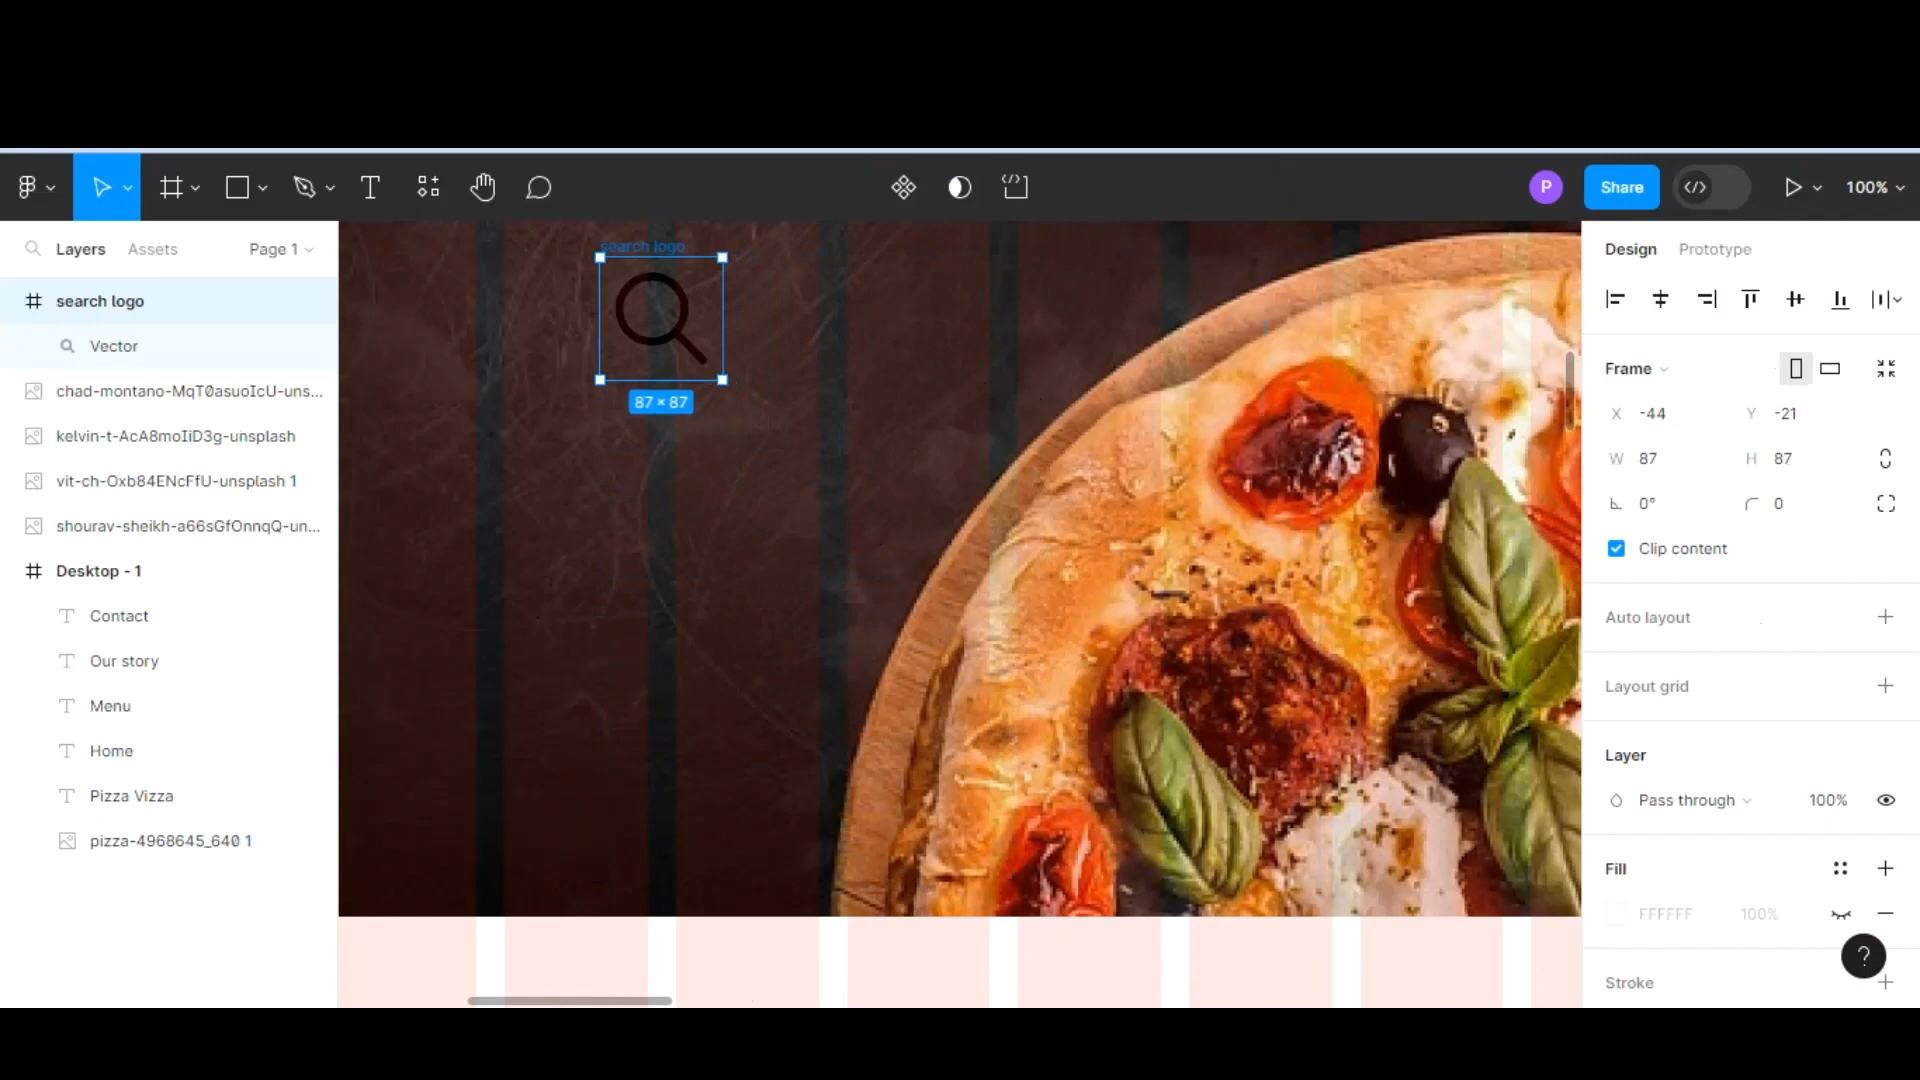 P
Share
100%
Layers
Assets
Page 1
Design
Prototype
search logo
search logo
Vector
87 × 87
chad-montano-MqT0asuoIcU-uns...
kelvin-t-AcA8moIiD3g-unsplash
vit-ch-Oxb84ENcFfU-unsplash 1
shourav-sheikh-a66sGfOnnqQ-un...
Desktop - 1
Contact
Our story
Menu
Home
Pizza Vizza
pizza-4968645_640 1
Frame
X -44 Y -21
W 87 H 87
0° 0
Clip content
Auto layout
Layout grid
Layer
Pass through 100%
Fill
FFFFFF 100%
?
Stroke